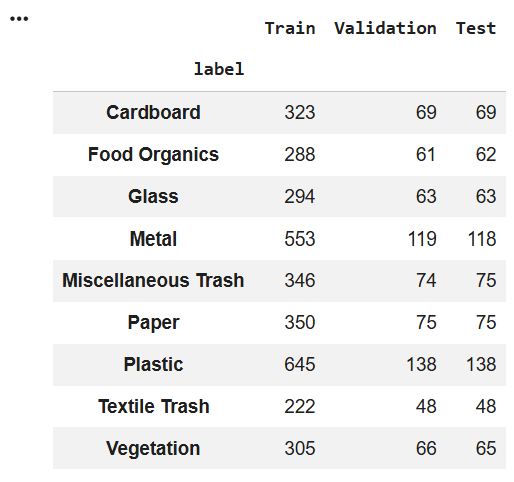 Train Validation Test
label
Cardboard 323 69 69
Food Organics 288 61 62
Glass 294 63 63
Metal 553 119 118
Miscellaneous Trash 346 74 75
Paper 350 75 75
Plastic 645 138 138
Textile Trash 222 48 48
Vegetation 305 66 65